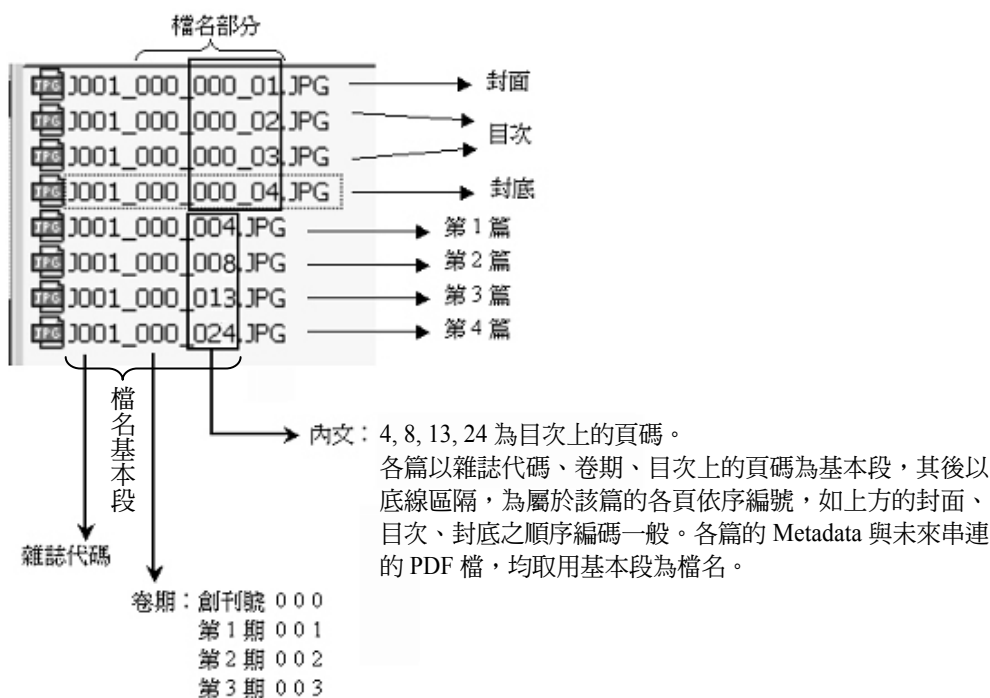 檔名部分
J001_000_000_01.JPG
封面
J001_000_000_02.JPG
目次
J001_000_000_03.JPG
J001_000_000_04.JPG
封底
J001_000_004.JPG
第1篇
J001_000_008.JPG
第2篇
J001_000_013.JPG
第3篇
J001_000_024.JPG
第4篇
檔名基本段
內文：4, 8, 13, 24 為目次上的頁碼。
各篇以雜誌代碼、卷期、目次上的頁碼為基本段，其後以
底線區隔，為屬於該篇的各頁依序編號，如上方的封面、
目次、封底之順序編碼一般。各篇的 Metadata 與未來串連
的 PDF 檔，均取用基本段為檔名。
雜誌代碼
卷期：創刊號 000
第1期 001
第2期 002
第3期 003